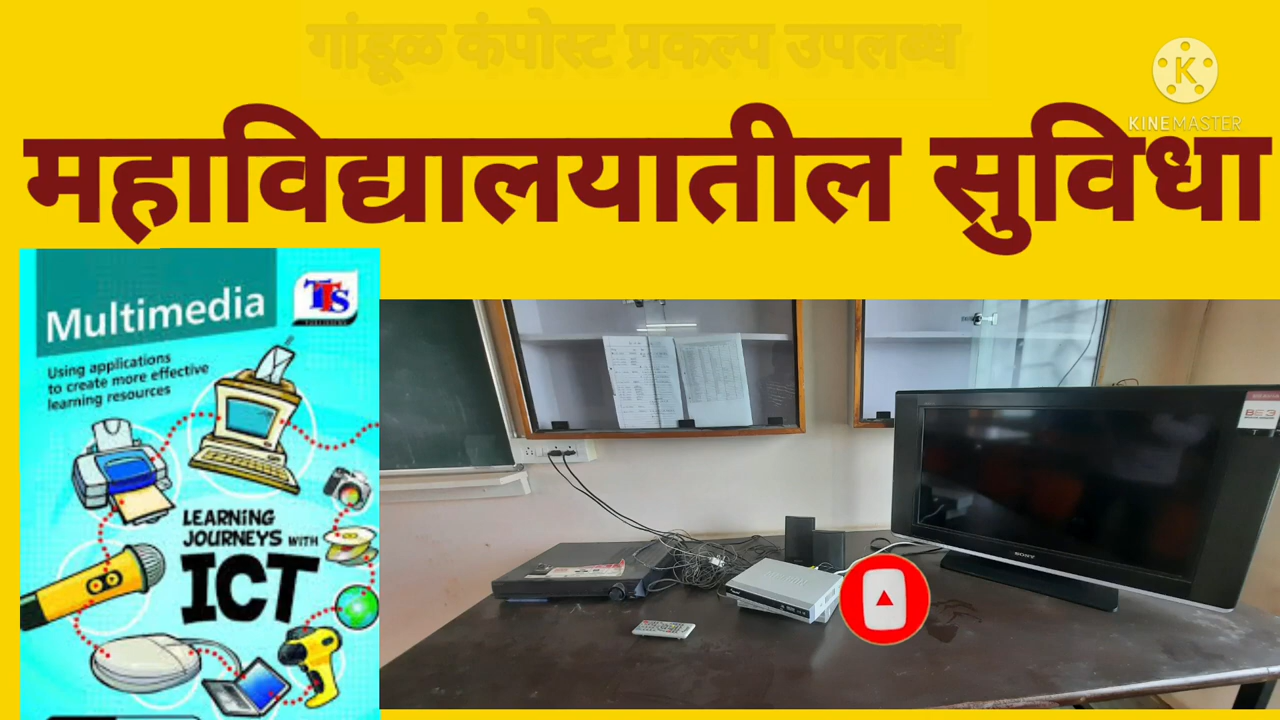 गांडूळ कंपोस्ट प्रकल्प उपलब्ध
K
KINEMASTER
महाविद्यालयातील सुविधा
Multimedia
TTS
Using applications
to create more effective
learning resources
LEARNING
JOURNEYS WITH
ICT
SONY